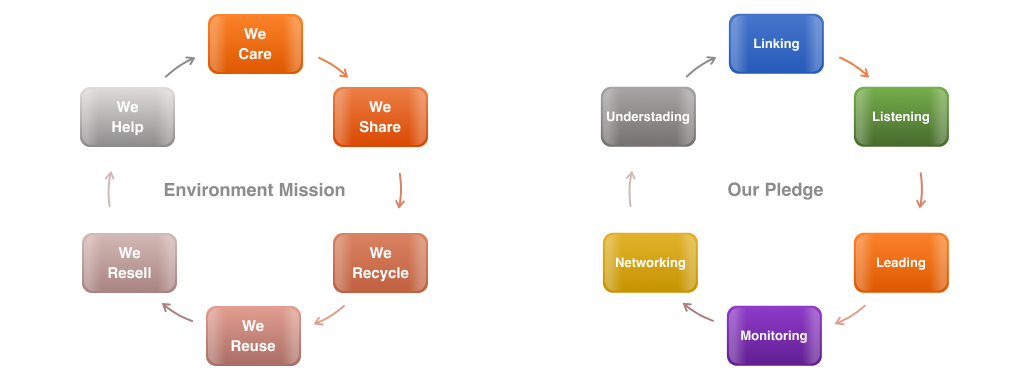 We
Care
We
Share
We
Recycle
We
Reuse
We
Resell
We
Help
Environment Mission
Linking
Listening
Leading
Monitoring
Networking
Understading
Our Pledge